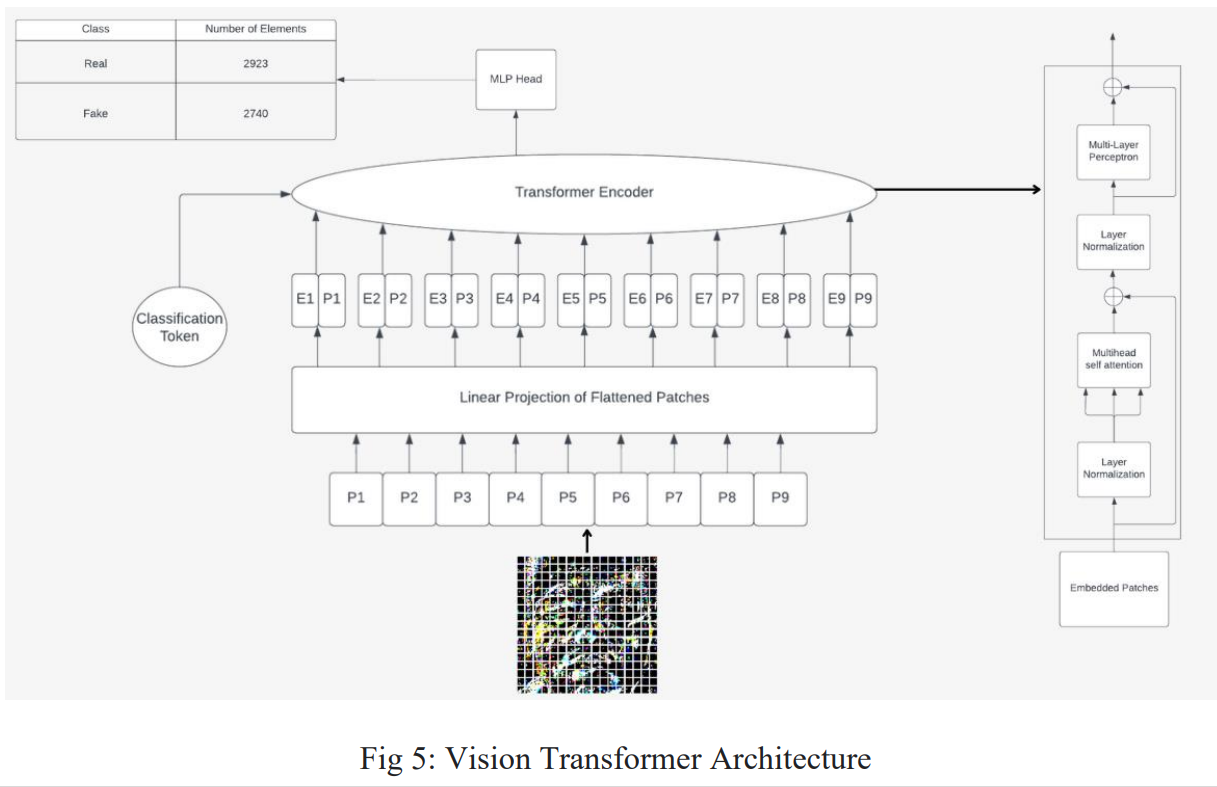 Class Number of Elements
Real 2923
Fake 2740
MLP Head
Transformer Encoder
Classification
Token
E1 P1 E2 P2 E3 P3 E4 P4 E5 P5 E6 P6 E7 P7 E8 P8 E9 P9
Linear Projection of Flattened Patches
P1 P2 P3 P4 P5 P6 P7 P8 P9
Multi-Layer
Perceptron
Layer
Normalization
Multihead
self attention
Layer
Normalization
Embedded Patches
Fig 5: Vision Transformer Architecture